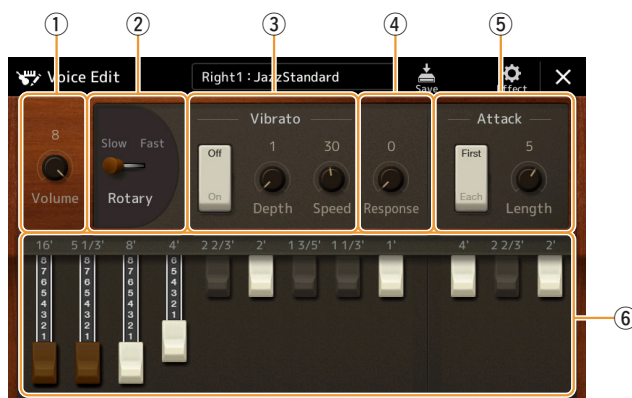 ① ② ③ ④ ⑤
Voice Edit Right1 : JazzStandard Save Effect
Vibrato Attack
8 Slow Fast Off 1 30 0 First 5
On Each
Volume Rotary Depth Speed Response Length
16' 5 1/3' 8' 4' 2 2/3' 2' 1 3/5' 1 1/3' 1' 4' 2 2/3' 2'
8 8 8 8
7 7 7
6 6 6 6
5 5 5 5
4 4 4 4
3 3 3 3
2 2 2 2
1 1 1 1
⑥